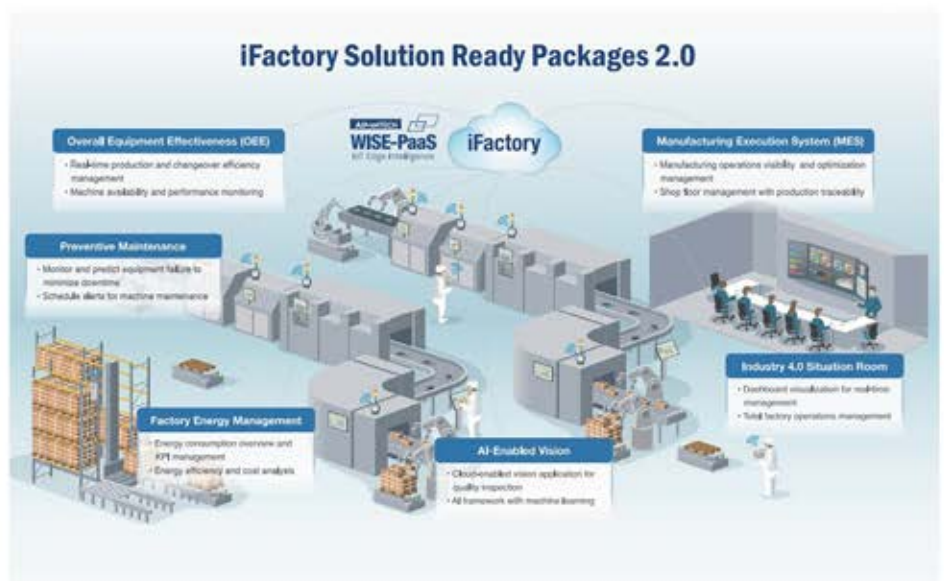 iFactory Solution Ready Packages 2.0
ADVANTECH
WISE-PaaS
IoT Edge Intelligence
iFactory
Overall Equipment Effectiveness (OEE)
· Real-time production and changeover efficiency
management
· Machine availability and performance monitoring
Manufacturing Execution System (MES)
· Manufacturing operations visibility and optimization
management
· Shop floor management with production traceability
Preventive Maintenance
· Monitor and predict equipment failure to
minimize downtime
· Schedule alerts for machine maintenance
Industry 4.0 Situation Room
· Dashboard visualization for real-time
management
· Total factory operations management
Factory Energy Management
· Energy consumption overview and
KPI management
· Energy efficiency and cost analysis
AI-Enabled Vision
· Cloud-enabled vision application for
quality inspection
· AI framework with machine learning